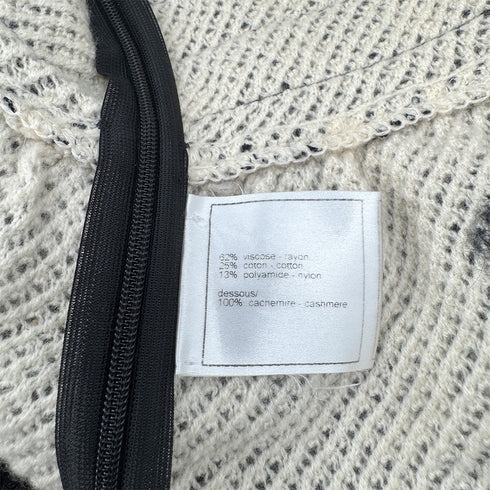 62% viscose - rayon
25% coton - cotton
13% polyamide - nylon
dessous/
100% cachemire - cashmere